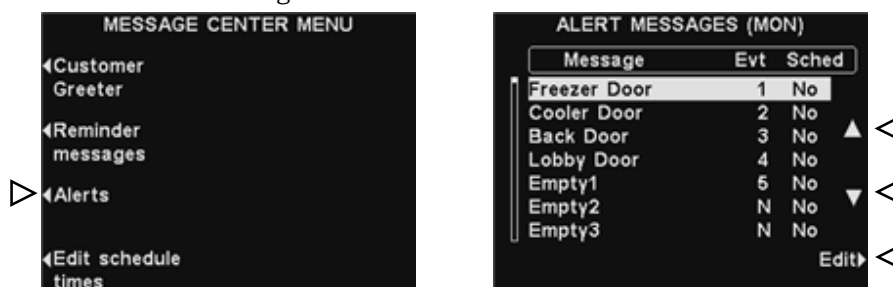 MESSAGE CENTER MENU
Customer
Greeter
Reminder
messages
Alerts
Edit schedule
times
ALERT MESSAGES (MON)
Message Evt Sched
Freezer Door 1 No
Cooler Door 2 No
Back Door 3 No
Lobby Door 4 No
Empty1 5 No
Empty2 N No
Empty3 N No
Edit